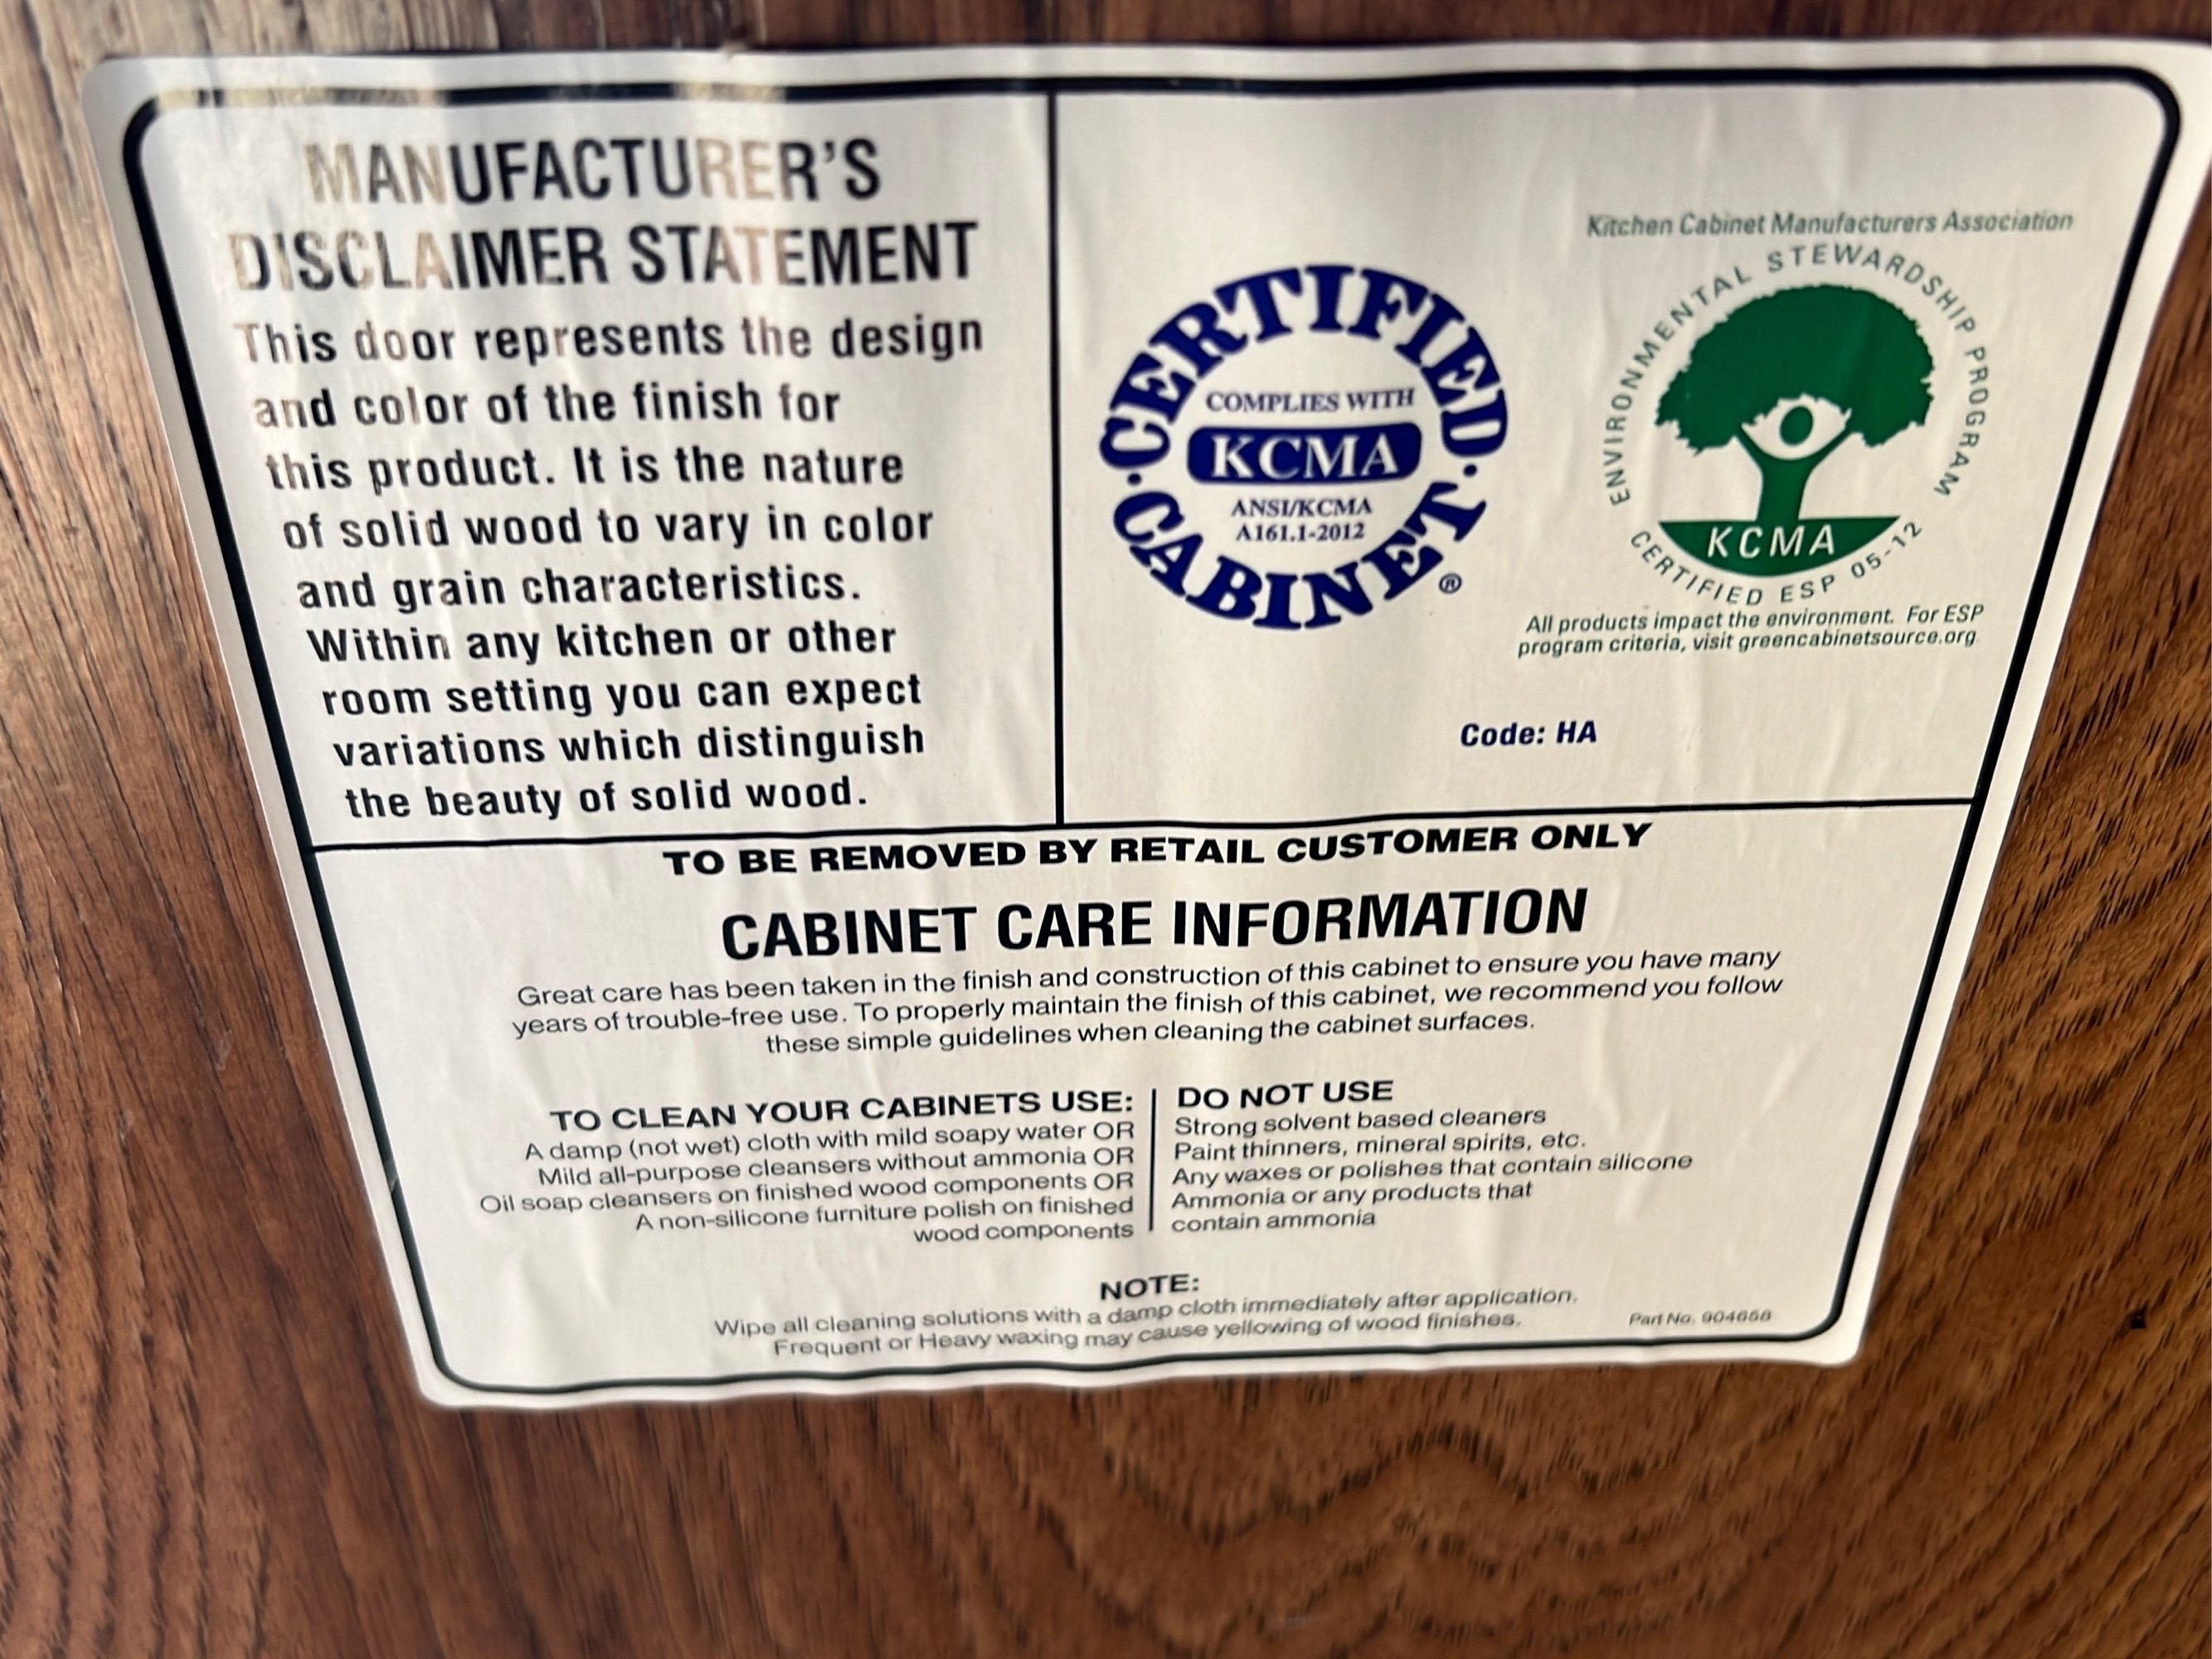 MANUFACTURER'S
DISCLAIMER STATEMENT
This door represents the design
and color of the finish for
this product. It is the nature
of solid wood to vary in color
and grain characteristics.
Within any kitchen or other
room setting you can expect
variations which distinguish
the beauty of solid wood.
CERTIFIED
COMPLIES WITH
KCMA
ANSI/KCMA
A161.1-2012
CABINET ®
Kitchen Cabinet Manufacturers Association
ENVIRONMENTAL STEWARDSHIP PROGRAM
KCMA
CERTIFIED ESP 05-12
All products impact the environment. For ESP
program criteria, visit greencabinetsource.org
Code: HA
TO BE REMOVED BY RETAIL CUSTOMER ONLY
CABINET CARE INFORMATION
Great care has been taken in the finish and construction of this cabinet to ensure you have many
years of trouble-free use. To properly maintain the finish of this cabinet, we recommend you follow
these simple guidelines when cleaning the cabinet surfaces.
TO CLEAN YOUR CABINETS USE:
A damp (not wet) cloth with mild soapy water OR
Mild all-purpose cleansers without ammonia OR
Oil soap cleansers on finished wood components OR
A non-silicone furniture polish on finished
wood components
DO NOT USE
Strong solvent based cleaners
Paint thinners, mineral spirits, etc.
Any waxes or polishes that contain silicone
Ammonia or any products that
contain ammonia
NOTE:
Wipe all cleaning solutions with a damp cloth immediately after application.
Frequent or Heavy waxing may cause yellowing of wood finishes.
Part No. 904658